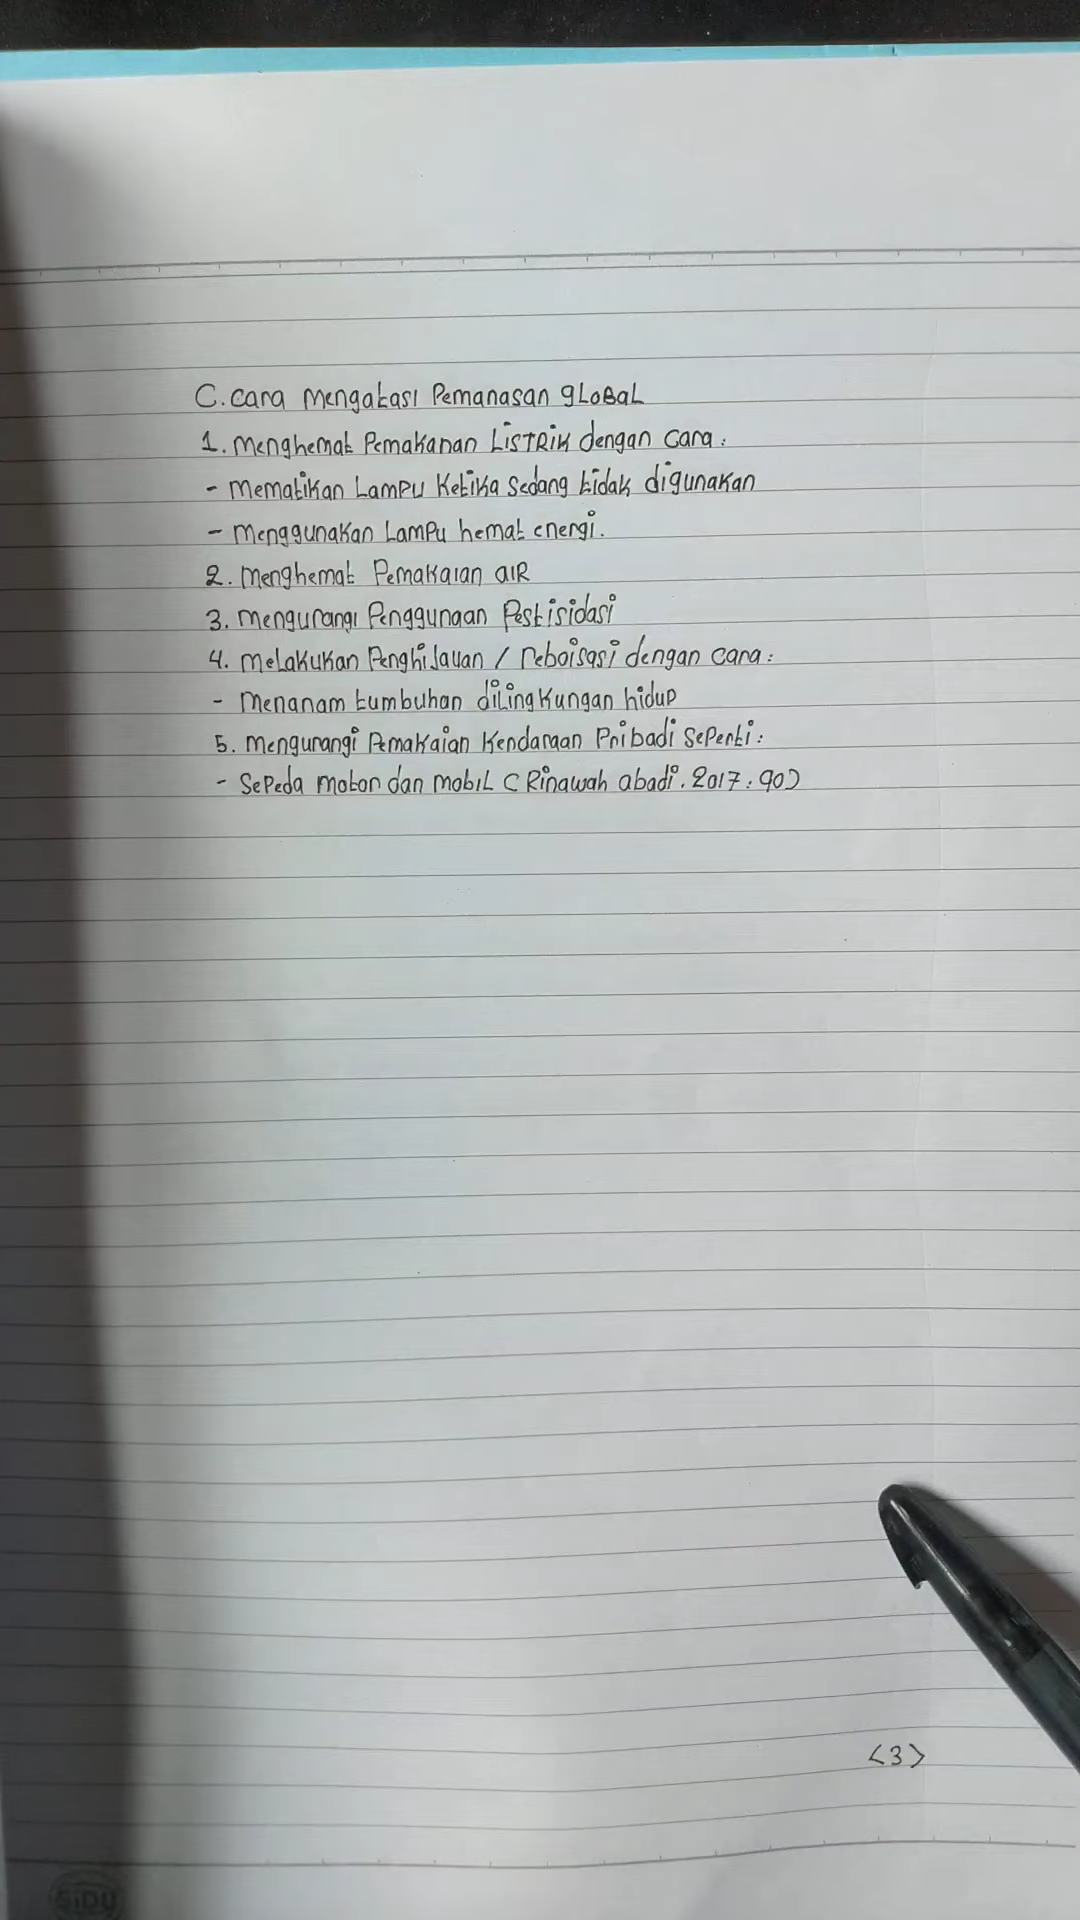 C. Cara mengatasi Pemanasan gLoBaL
1. Menghemat Pemakanan ListRik dengan cara:
- Mematikan Lampu Ketika sedang tidak digunakan
- Menggunakan Lampu hemat energi.
2. Menghemat Pemakaian aiR
3. Mengurangi Penggunaan Pestisidasi
4. Melakukan Penghijauan / reboisasi dengan cara:
- Menanam tumbuhan diLingkungan hidup
5. Mengurangi Pemakaian Kendaraan Pribadi seperti:
- Sepeda motor dan mobiL (Rinawah abadi. 2017: 90)
<3>
SiDU